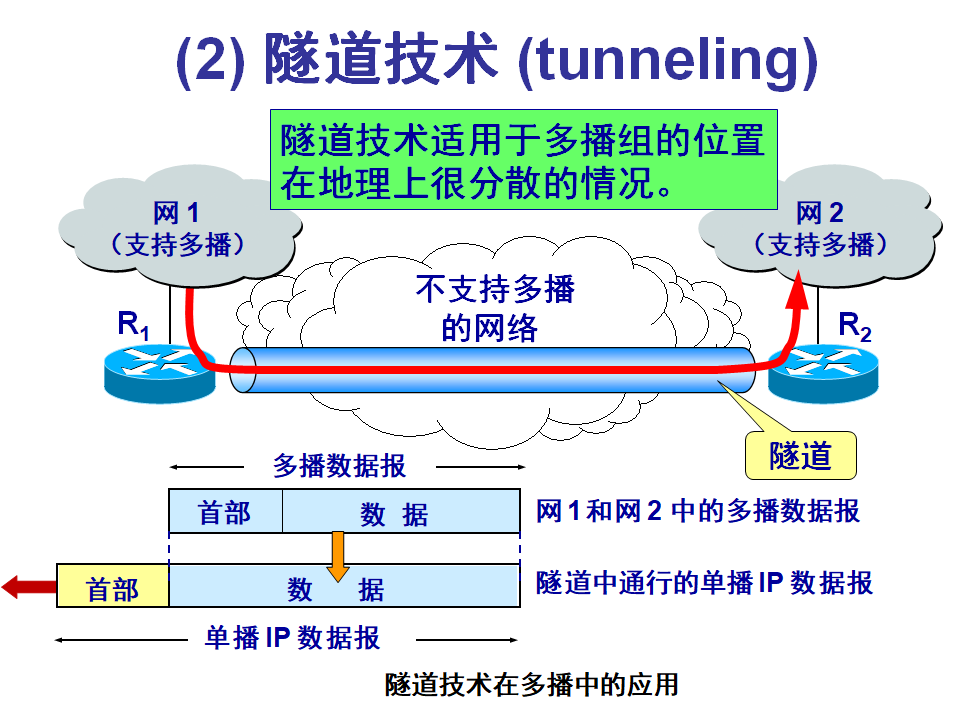 (2) 隧道技术 (tunneling)
隧道技术适用于多播组的位置
在地理上很分散的情况。
网 1
（支持多播）
网 2
（支持多播）
不支持多播
的网络
R1
R2
隧道
多播数据报
首部
数 据
网 1 和网 2 中的多播数据报
首部
数 据
隧道中通行的单播 IP 数据报
单播 IP 数据报
隧道技术在多播中的应用